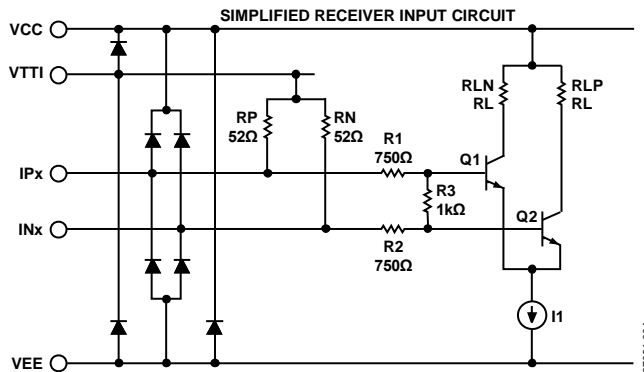 SIMPLIFIED RECEIVER INPUT CIRCUIT
VCC
VTTI
RLN
RL
RLP
RL
RP
52Ω
RN
52Ω
R1
750Ω
Q1
IPx
R3
1kΩ
Q2
INx
R2
750Ω
I1
VEE